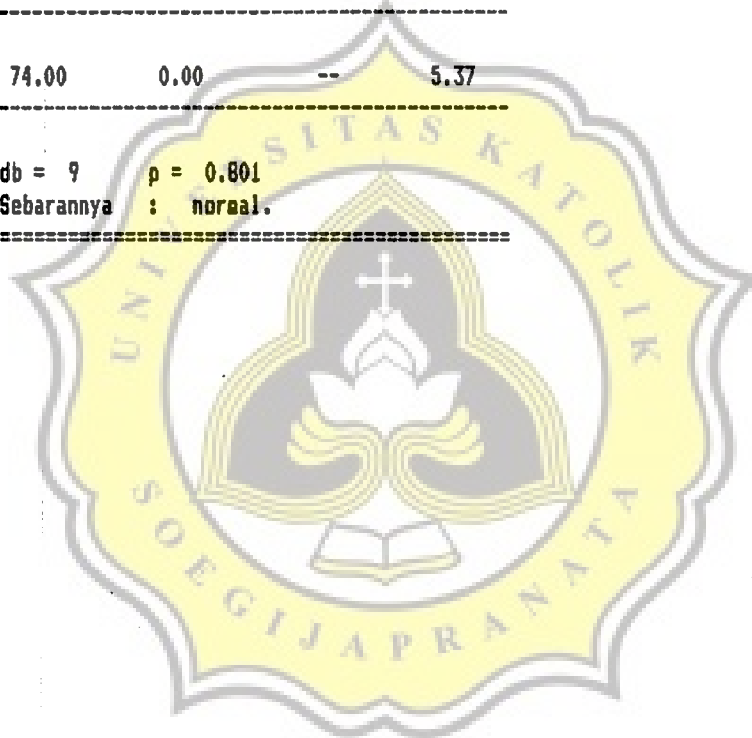 ------------------------------------------------
74.00 0.00 -- 5.37
------------------------------------------------
db = 9 p = 0.801
Sebarannya : normal.
================================================
UNIVERSITAS KATOLIK
SOEGIJAPRANATA